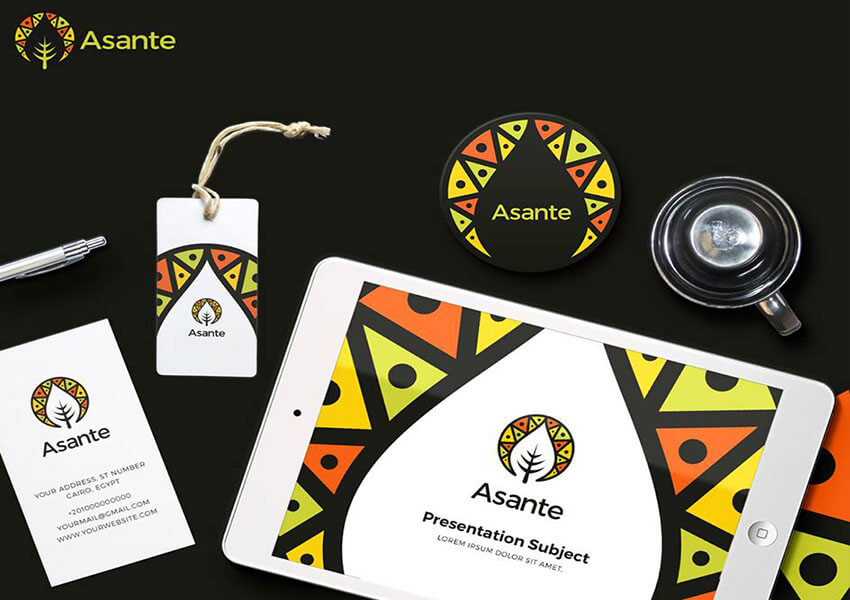 Asante
Asante
Asante
Asante
YOUR ADDRESS, ST NUMBER
CAIRO, EGYPT
+201000000000
YOURMAIL@GMAIL.COM
WWW.YOURWEBSITE.COM
Asante
Presentation Subject
LOREM IPSUM DOLOR SIT AMET,